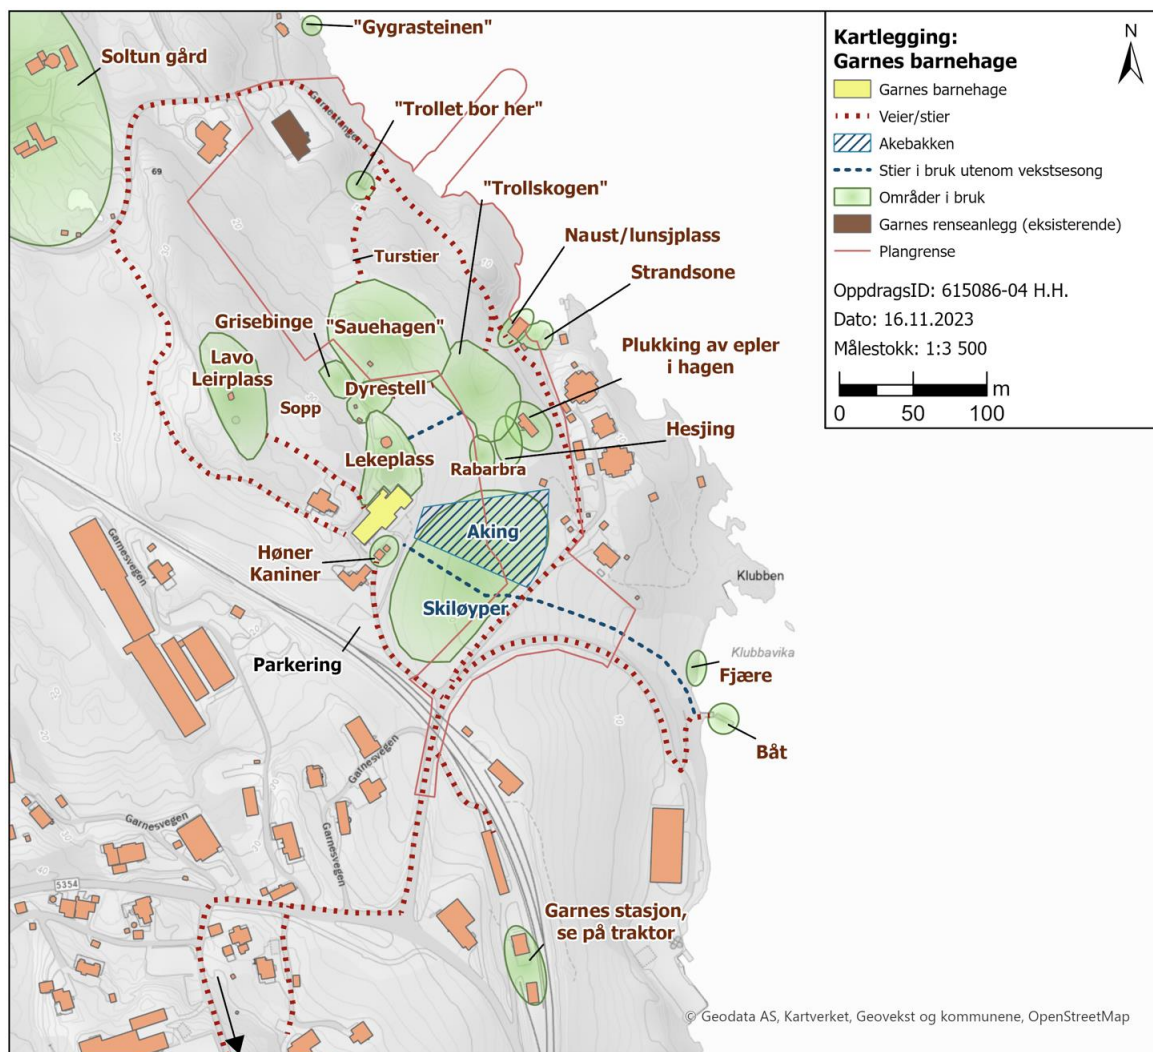 "Gygrasteinen"
Soltun gård
"Trollet bor her"
Garnestangen
69
"Trollskogen"
Naust/lunsjplass
Turstier
Strandsone
Grisebinge
"Sauehagen"
Plukking av epler
i hagen
Lavo
Leirplass
Dyrestell
Sopp
Hesjing
Lekeplass
Rabarbra
Aking
Høner
Kaniner
Klubben
Skiløyper
Garnesvegen
Klubbavika
Parkering
Fjære
Båt
Garnesvegen
Garnesvegen
Garnesvegen
5354
Garnes stasjon,
se på traktor
© Geodata AS, Kartverket, Geovekst og kommunene, OpenStreetMap
Kartlegging:
Garnes barnehage
N
Garnes barnehage
Veier/stier
Akebakken
Stier i bruk utenom vekstsesong
Områder i bruk
Garnes renseanlegg (eksisterende)
Plangrense
OppdragsID: 615086-04 H.H.
Dato: 16.11.2023
Målestokk: 1:3 500
m
0 50 100